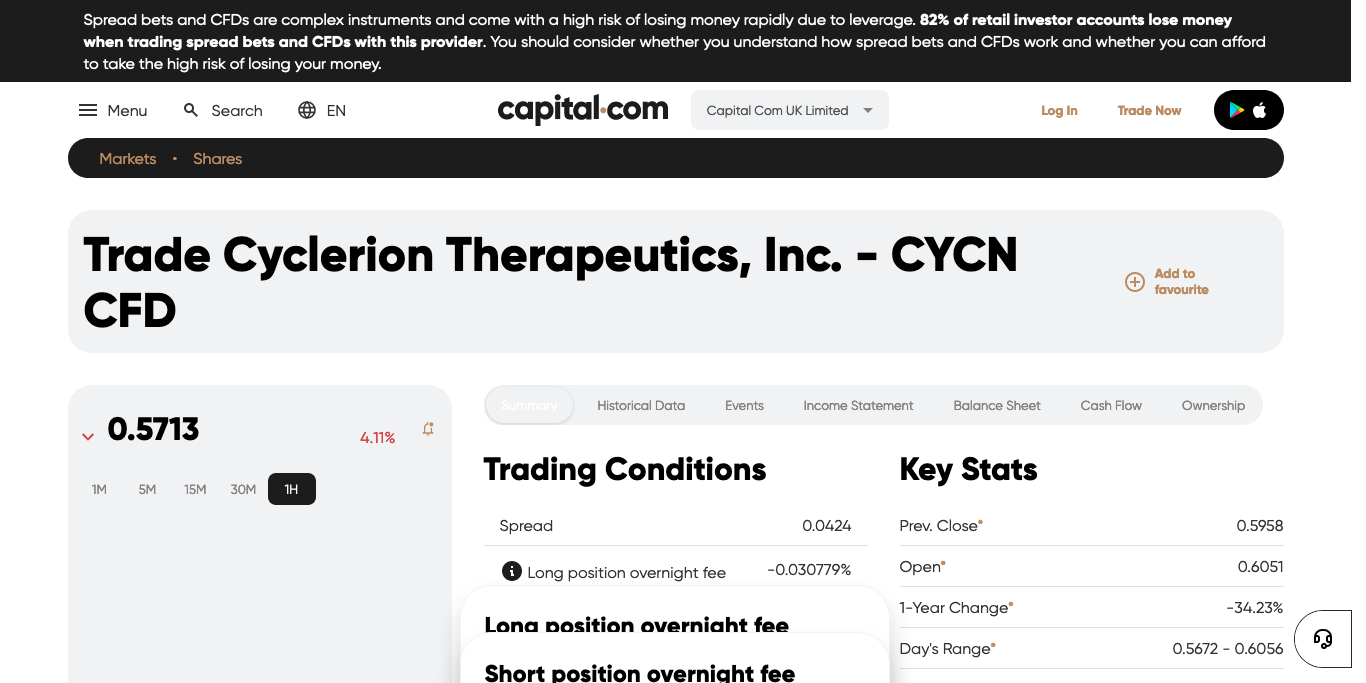 Spread bets and CFDs are complex instruments and come with a high risk of losing money rapidly due to leverage. 82% of retail investor accounts lose money
when trading spread bets and CFDs with this provider. You should consider whether you understand how spread bets and CFDs work and whether you can afford
to take the high risk of losing your money.
Menu Search EN capital.com Capital Com UK Limited Log In Trade Now
Markets • Shares
Trade Cyclerion Therapeutics, Inc. - CYCN
CFD
Add to
favourite
0.5713 4.11%
1M 5M 15M 30M 1H
Summary Historical Data Events Income Statement Balance Sheet Cash Flow Ownership
Trading Conditions
Spread 0.0424
Long position overnight fee -0.030779%
Long position overnight fee
Short position overnight fee
Key Stats
Prev. Close* 0.5958
Open* 0.6051
1-Year Change* -34.23%
Day's Range* 0.5672 - 0.6056